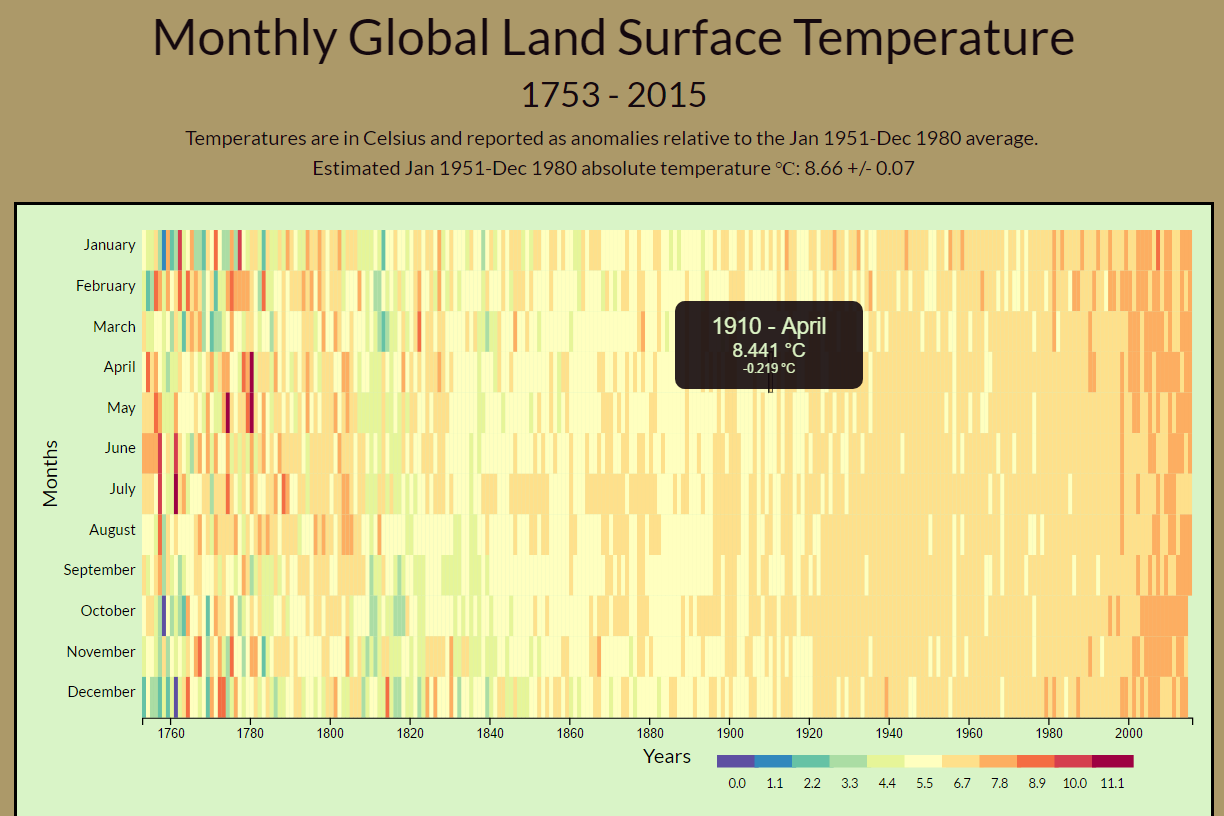 Monthly Global Land Surface Temperature
1753 - 2015
Temperatures are in Celsius and reported as anomalies relative to the Jan 1951-Dec 1980 average.
Estimated Jan 1951-Dec 1980 absolute temperature ℃: 8.66 +/- 0.07
January
February
March
April
May
June
July
August
September
October
November
December
Months
1910 - April
8.441 ℃
-0.219 ℃
1760 1780 1800 1820 1840 1860 1880 1900 1920 1940 1960 1980 2000
Years
0.0 1.1 2.2 3.3 4.4 5.5 6.7 7.8 8.9 10.0 11.1